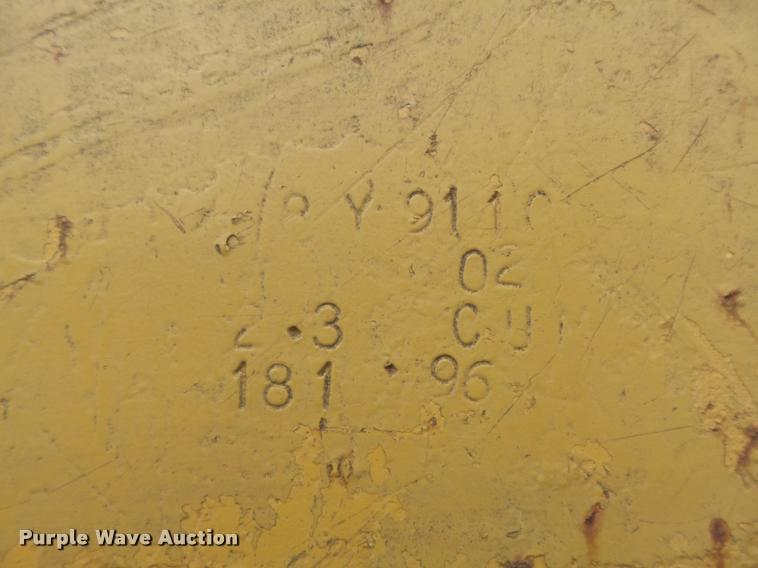 Y 911
02
2.3 CU
181.96
Purple Wave Auction®